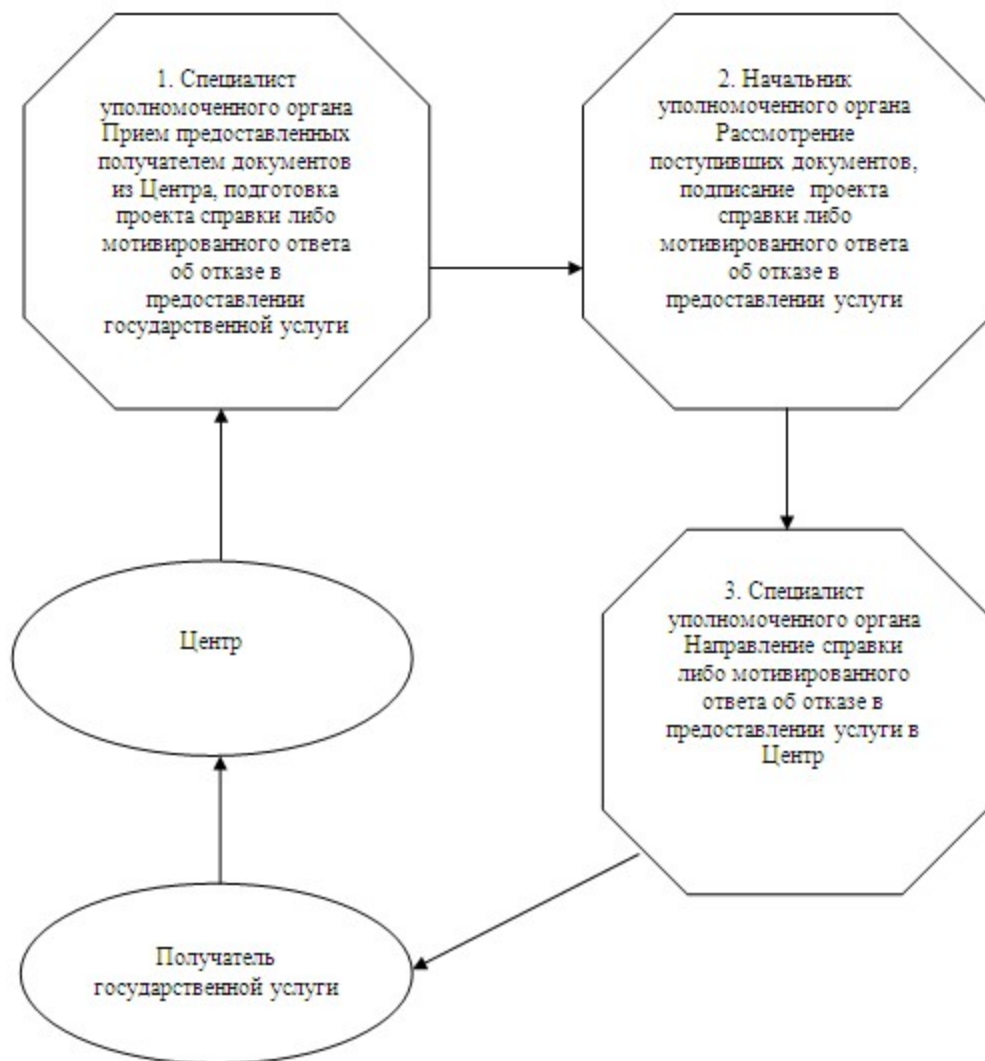 1. Специалист
уполномоченного органа
Прием предоставленных
получателем документов
из Центра, подготовка
проекта справки либо
мотивированного ответа
об отказе в
предоставлении
государственной услуги
2. Начальник
уполномоченного органа
Рассмотрение
поступивших документов,
подписание проекта
справки либо
мотивированного ответа
об отказе в
предоставлении услуги
3. Специалист
уполномоченного органа
Направление справки
либо мотивированного
ответа об отказе в
предоставлении услуги в
Центр
Центр
Получатель
государственной услуги